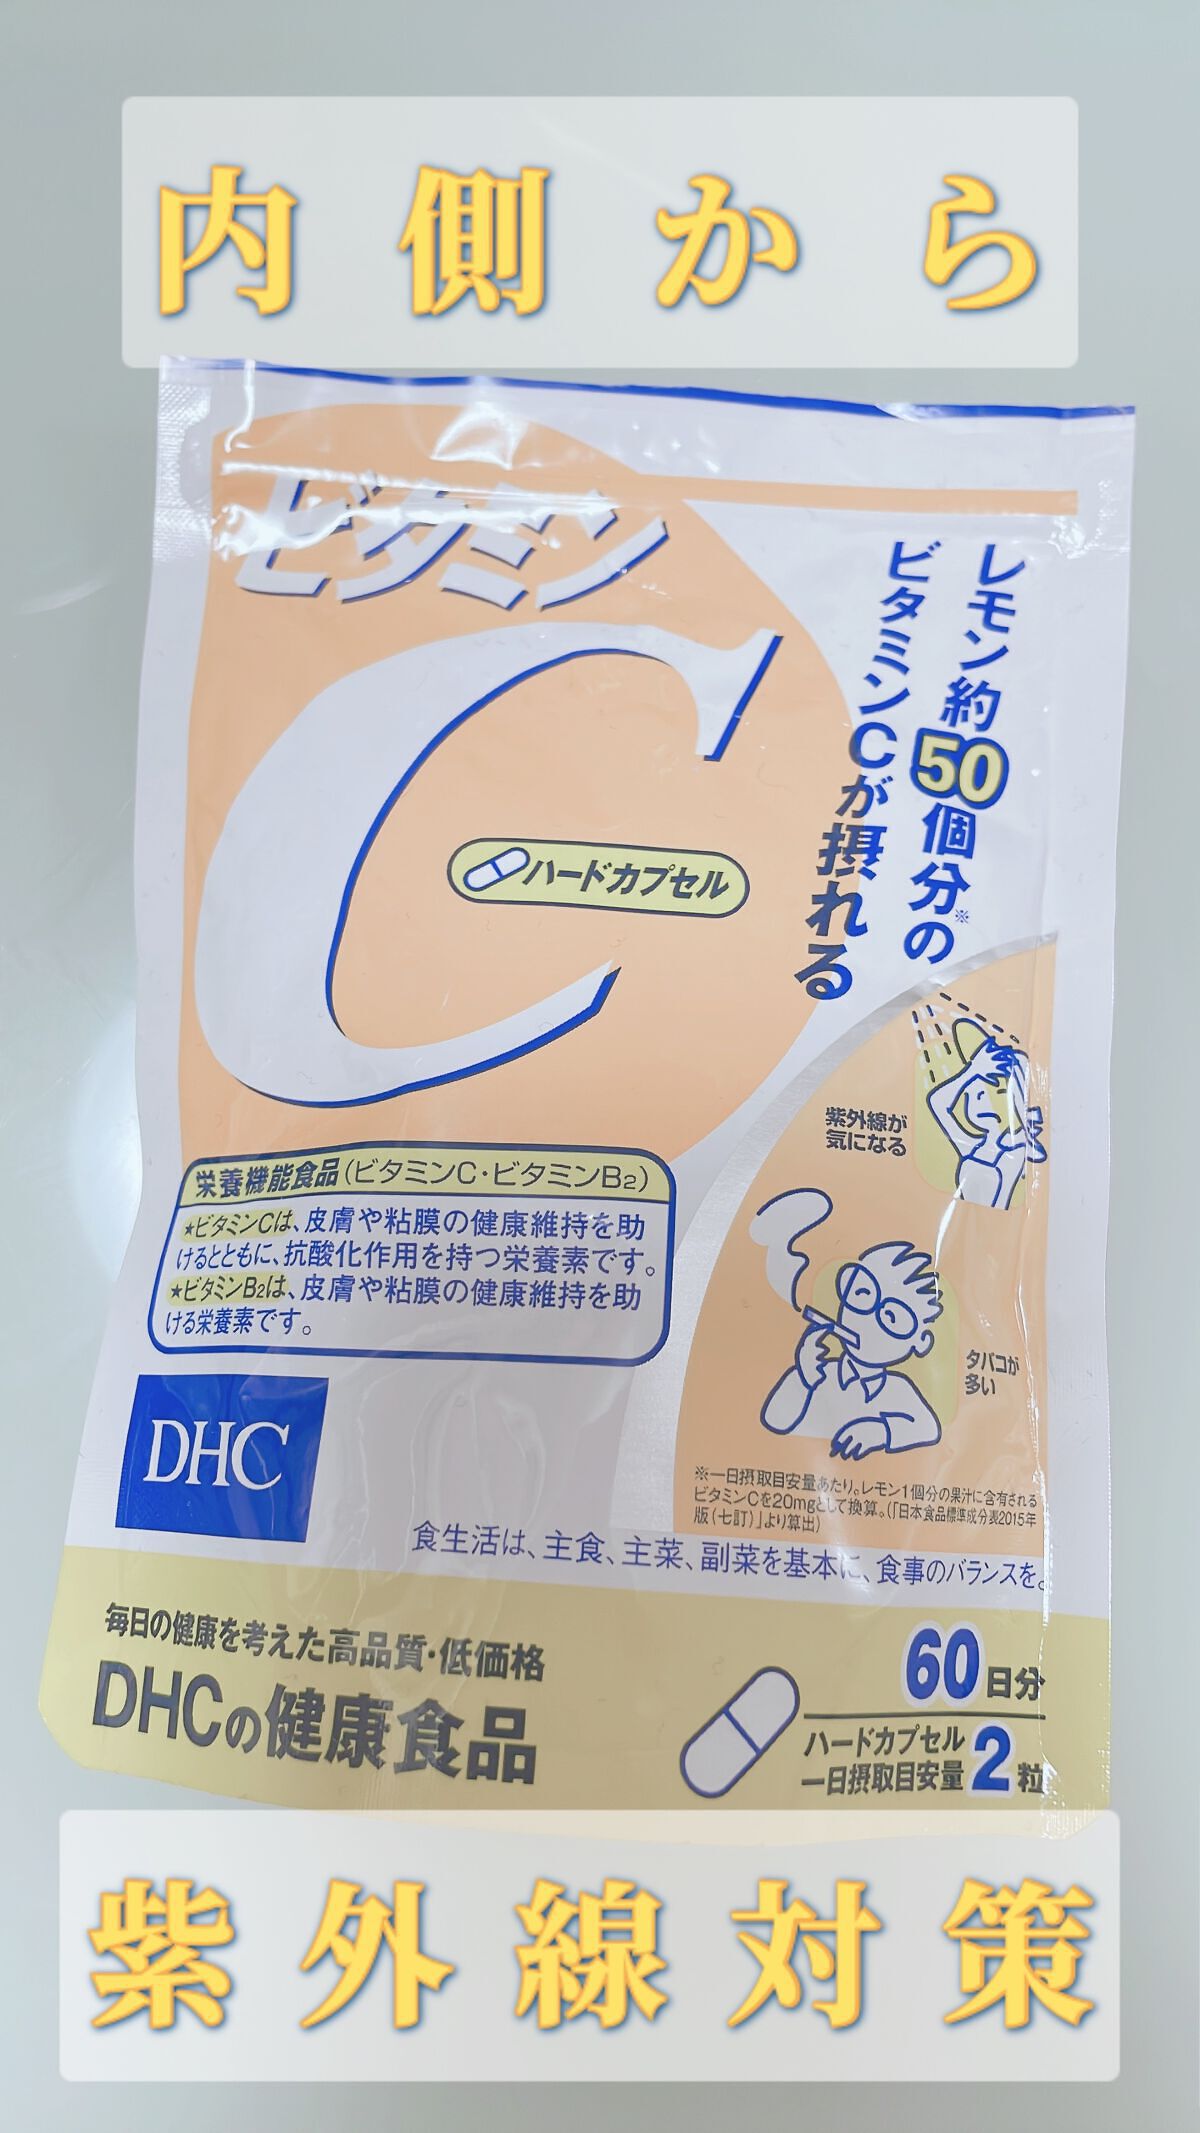 内側から
ビタミン
C
ハードカプセル
レモン約50個分※の
ビタミンCが摂れる
紫外線が
気になる
タバコが
多い
栄養機能食品(ビタミンC・ビタミンB2)
★ビタミンCは、皮膚や粘膜の健康維持を助
けるとともに、抗酸化作用を持つ栄養素です。
★ビタミンB2は、皮膚や粘膜の健康維持を助
ける栄養素です。
DHC
※一日摂取目安量あたり。レモン1個分の果汁に含有される
ビタミンCを20mgとして換算。(「日本食品標準成分表2015年
版(七訂)」より算出)
食生活は、主食、主菜、副菜を基本に、食事のバランスを。
毎日の健康を考えた高品質・低価格
DHCの健康食品
60日分
ハードカプセル
一日摂取目安量2粒
紫外線対策